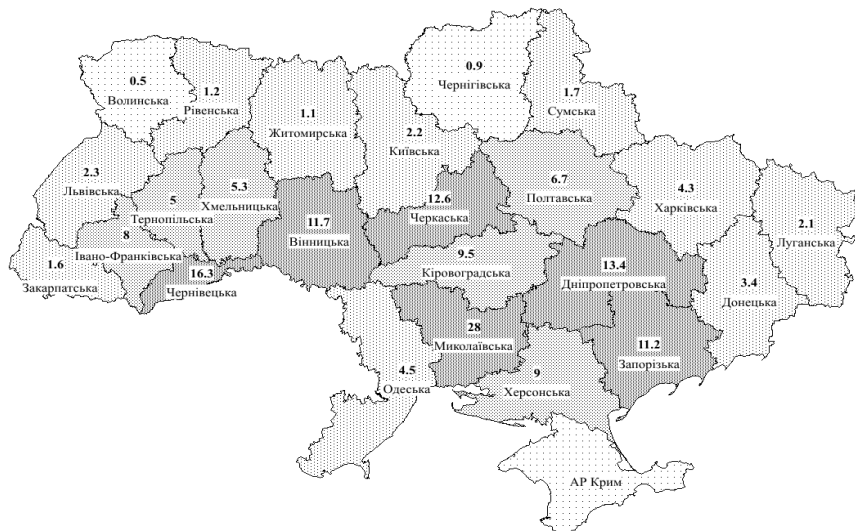 0.5
Волинська
1.2
Рівенська
1.1
Житомирська
2.2
Київська
0.9
Чернігівська
1.7
Сумська
2.3
Львівська
5
Тернопільська
5.3
Хмельницька
11.7
Вінницька
12.6
Черкаська
6.7
Полтавська
4.3
Харківська
2.1
Луганська
1.6
Закарпатська
8
Івано-Франківська
16.3
Чернівецька
9.5
Кіровоградська
13.4
Дніпропетровська
3.4
Донецька
4.5
Одеська
28
Миколаївська
9
Херсонська
11.2
Запорізька
АР Крим